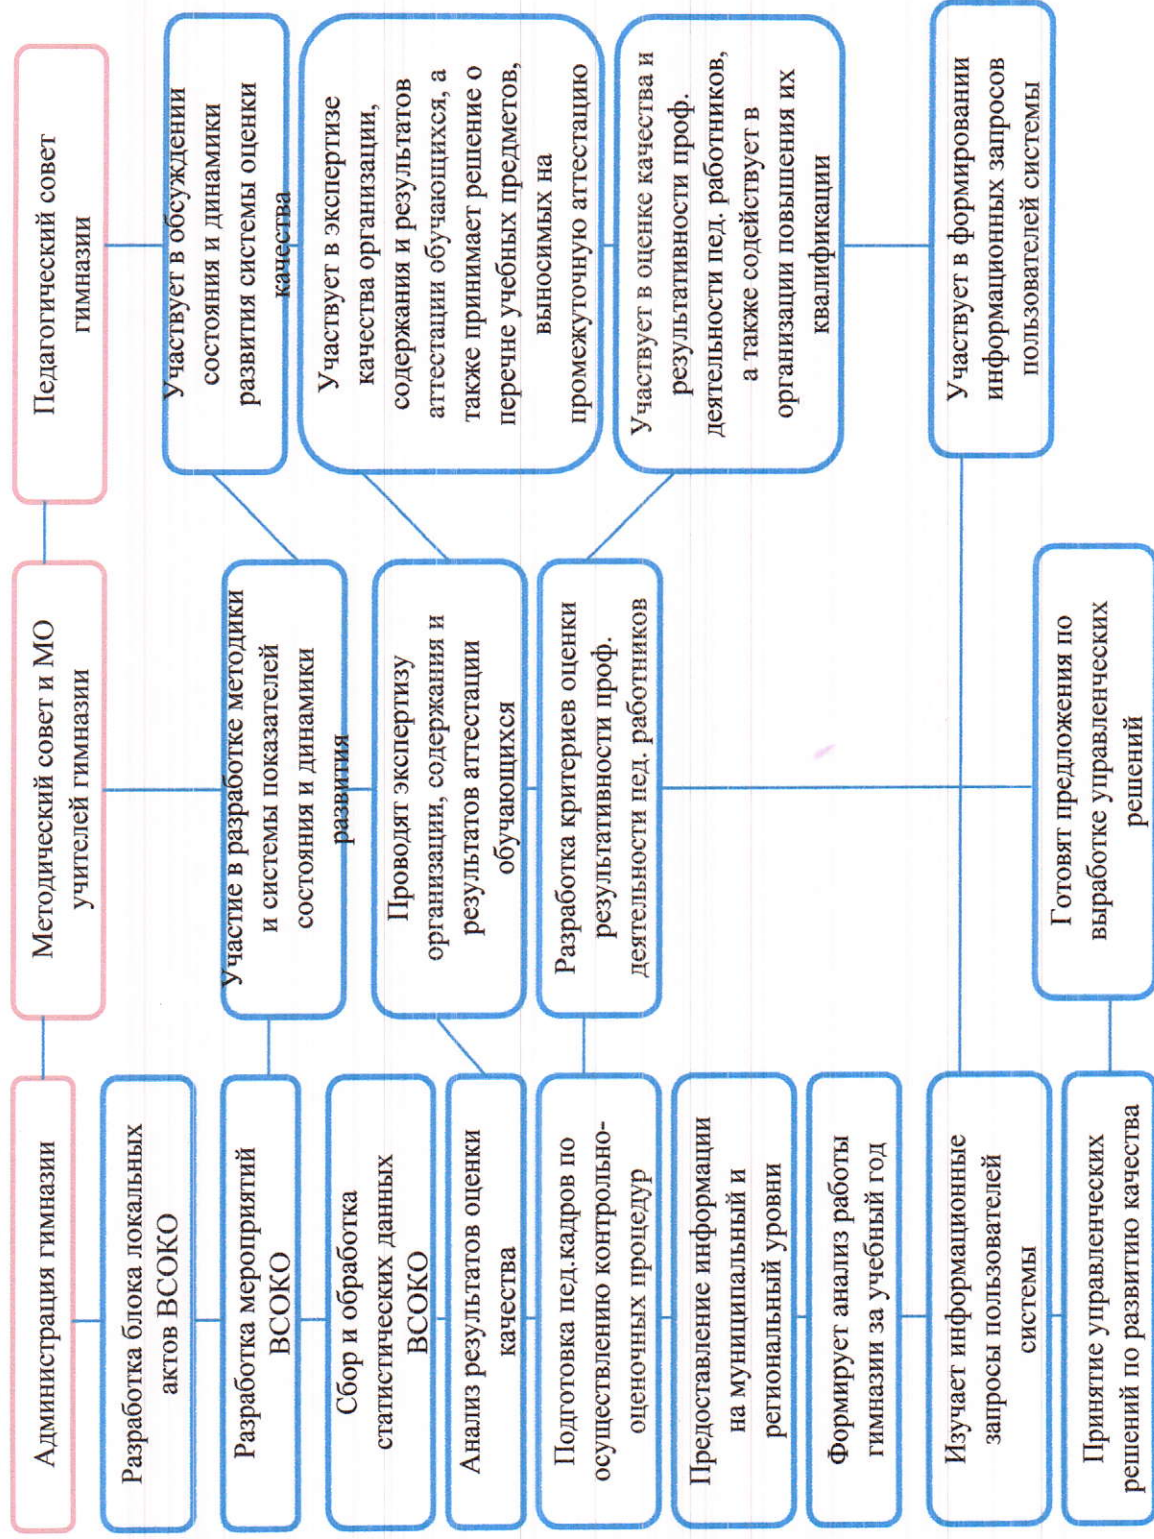 Администрация гимназии
Разработка блока локальных
актов ВСОКО
Разработка мероприятий
ВСОКО
Сбор и обработка
статистических данных
ВСОКО
Анализ результатов оценки
качества
Подготовка пед.кадров по
осуществлению контрольно-
оценочных процедур
Предоставление информации
на муниципальный и
региональный уровни
Формирует анализ работы
гимназии за учебный год
Изучает информационные
запросы пользователей
системы
Принятие управленческих
решений по развитию качества
Методический совет и МО
учителей гимназии
Участие в разработке методики
и системы показателей
состояния и динамики
развития
Проводят экспертизу
организации, содержания и
результатов аттестации
обучающихся
Разработка критериев оценки
результативности проф.
деятельности пед. работников
Готовят предложения по
выработке управленческих
решений
Педагогический совет
гимназии
Участвует в обсуждении
состояния и динамики
развития системы оценки
качества
Участвует в экспертизе
качества организации,
содержания и результатов
аттестации обучающихся, а
также принимает решение о
перечне учебных предметов,
выносимых на
промежуточную аттестацию
Участвует в оценке качества и
результативности проф.
деятельности пед. работников,
а также содействует в
организации повышения их
квалификации
Участвует в формировании
информационных запросов
пользователей системы